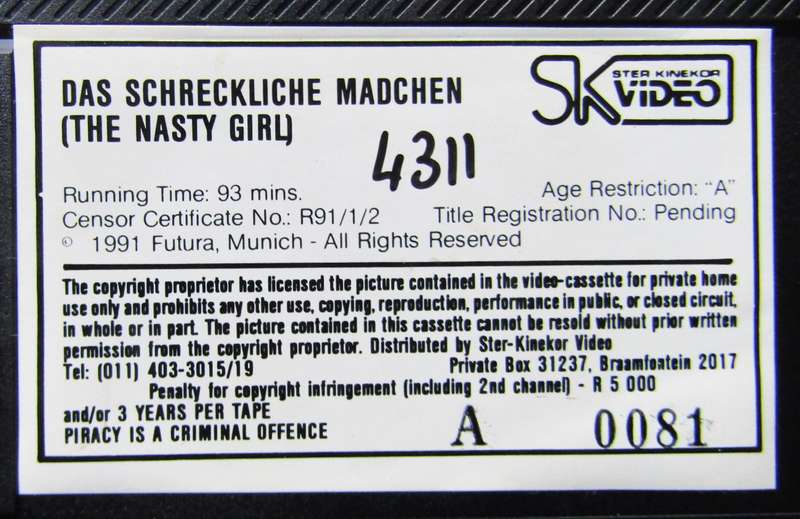 DAS SCHRECKLICHE MADCHEN
(THE NASTY GIRL)
SK STER KINEKOR
VIDEO
4311
Running Time: 93 mins.
Age Restriction: "A"
Censor Certificate No.: R91/1/2
Title Registration No.: Pending
© 1991 Futura, Munich - All Rights Reserved
The copyright proprietor has licensed the picture contained in the video-cassette for private home
use only and prohibits any other use, copying, reproduction, performance in public, or closed circuit,
in whole or in part. The picture contained in this cassette cannot be resold without prior written
permission from the copyright proprietor. Distributed by Ster-Kinekor Video
Tel: (011) 403-3015/19
Private Box 31237, Braamfontein 2017
Penalty for copyright infringement (including 2nd channel) - R 5 000
and/or 3 YEARS PER TAPE
PIRACY IS A CRIMINAL OFFENCE
A 0081